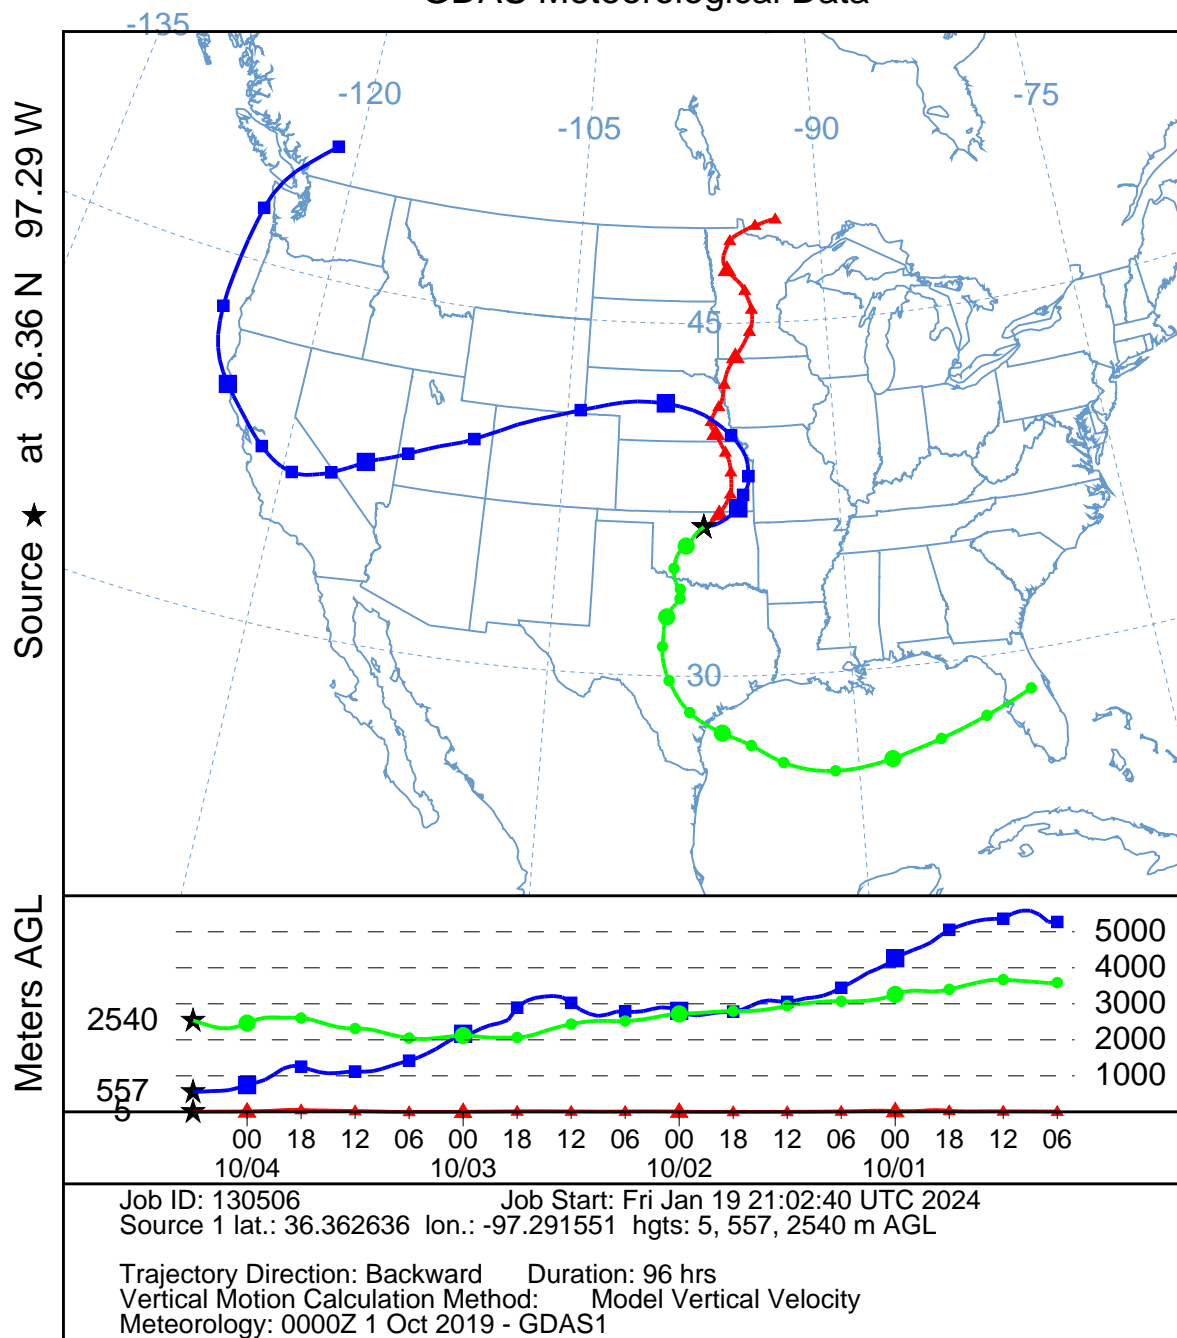 GDAS Meteorological Data
Source ★ at 36.36 N 97.29 W
-135
-120
-105
-90
-75
45
30
Meters AGL
5000
4000
3000
2000
1000
2540
557
5
00 18 12 06 00 18 12 06 00 18 12 06 00 18 12 06
10/04 10/03 10/02 10/01
Job ID: 130506 Job Start: Fri Jan 19 21:02:40 UTC 2024
Source 1 lat.: 36.362636 lon.: -97.291551 hgts: 5, 557, 2540 m AGL
Trajectory Direction: Backward Duration: 96 hrs
Vertical Motion Calculation Method: Model Vertical Velocity
Meteorology: 0000Z 1 Oct 2019 - GDAS1